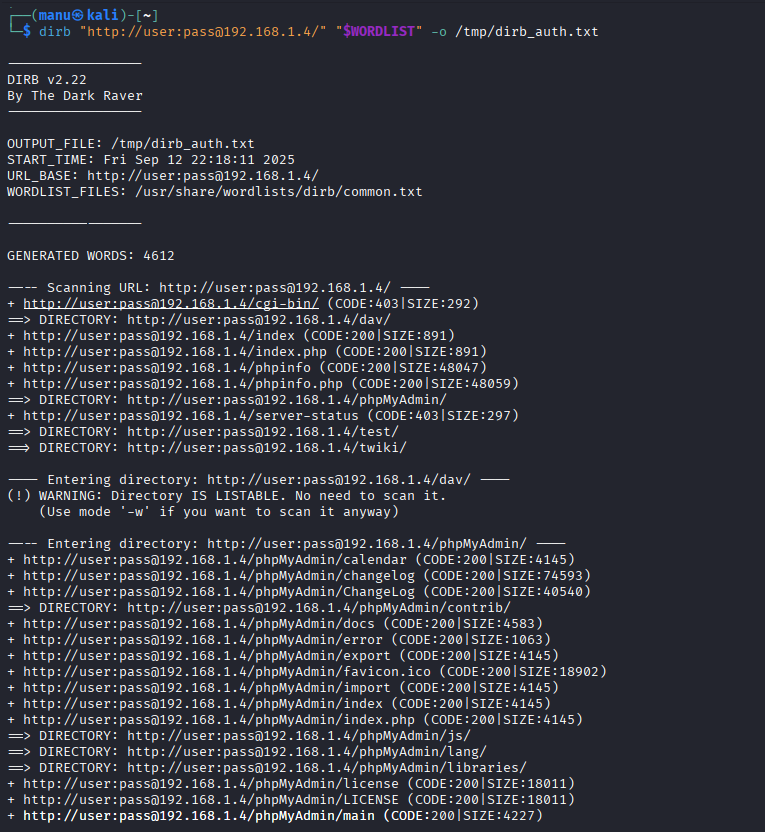 ┌──(manu㉿kali)-[~]
└─$ dirb "http://user:pass@192.168.1.4/" "$WORDLIST" -o /tmp/dirb_auth.txt
-----------------
DIRB v2.22
By The Dark Raver
-----------------
OUTPUT_FILE: /tmp/dirb_auth.txt
START_TIME: Fri Sep 12 22:18:11 2025
URL_BASE: http://user:pass@192.168.1.4/
WORDLIST_FILES: /usr/share/wordlists/dirb/common.txt
-----------------
GENERATED WORDS: 4612
---- Scanning URL: http://user:pass@192.168.1.4/ ----
+ http://user:pass@192.168.1.4/cgi-bin/ (CODE:403|SIZE:292)
==> DIRECTORY: http://user:pass@192.168.1.4/dav/
+ http://user:pass@192.168.1.4/index (CODE:200|SIZE:891)
+ http://user:pass@192.168.1.4/index.php (CODE:200|SIZE:891)
+ http://user:pass@192.168.1.4/phpinfo (CODE:200|SIZE:48047)
+ http://user:pass@192.168.1.4/phpinfo.php (CODE:200|SIZE:48059)
==> DIRECTORY: http://user:pass@192.168.1.4/phpMyAdmin/
+ http://user:pass@192.168.1.4/server-status (CODE:403|SIZE:297)
==> DIRECTORY: http://user:pass@192.168.1.4/test/
==> DIRECTORY: http://user:pass@192.168.1.4/twiki/
---- Entering directory: http://user:pass@192.168.1.4/dav/ ----
(!) WARNING: Directory IS LISTABLE. No need to scan it.
(Use mode '-w' if you want to scan it anyway)
---- Entering directory: http://user:pass@192.168.1.4/phpMyAdmin/ ----
+ http://user:pass@192.168.1.4/phpMyAdmin/calendar (CODE:200|SIZE:4145)
+ http://user:pass@192.168.1.4/phpMyAdmin/changelog (CODE:200|SIZE:74593)
+ http://user:pass@192.168.1.4/phpMyAdmin/ChangeLog (CODE:200|SIZE:40540)
==> DIRECTORY: http://user:pass@192.168.1.4/phpMyAdmin/contrib/
+ http://user:pass@192.168.1.4/phpMyAdmin/docs (CODE:200|SIZE:4583)
+ http://user:pass@192.168.1.4/phpMyAdmin/error (CODE:200|SIZE:1063)
+ http://user:pass@192.168.1.4/phpMyAdmin/export (CODE:200|SIZE:4145)
+ http://user:pass@192.168.1.4/phpMyAdmin/favicon.ico (CODE:200|SIZE:18902)
+ http://user:pass@192.168.1.4/phpMyAdmin/import (CODE:200|SIZE:4145)
+ http://user:pass@192.168.1.4/phpMyAdmin/index (CODE:200|SIZE:4145)
+ http://user:pass@192.168.1.4/phpMyAdmin/index.php (CODE:200|SIZE:4145)
==> DIRECTORY: http://user:pass@192.168.1.4/phpMyAdmin/js/
==> DIRECTORY: http://user:pass@192.168.1.4/phpMyAdmin/lang/
==> DIRECTORY: http://user:pass@192.168.1.4/phpMyAdmin/libraries/
+ http://user:pass@192.168.1.4/phpMyAdmin/license (CODE:200|SIZE:18011)
+ http://user:pass@192.168.1.4/phpMyAdmin/LICENSE (CODE:200|SIZE:18011)
+ http://user:pass@192.168.1.4/phpMyAdmin/main (CODE:200|SIZE:4227)